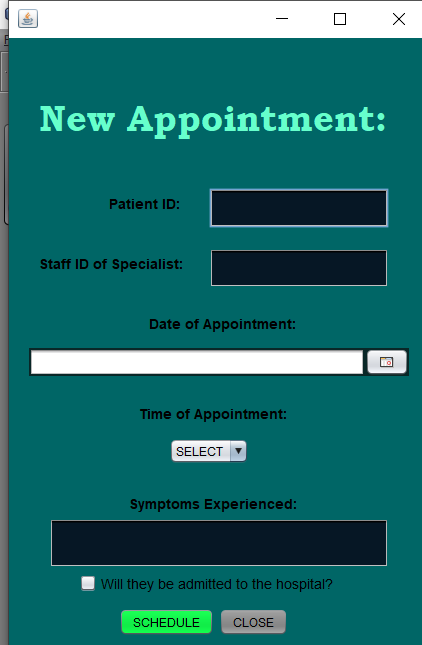 New Appointment:
Patient ID:
Staff ID of Specialist:
Date of Appointment:
Time of Appointment:
SELECT
Symptoms Experienced:
Will they be admitted to the hospital?
SCHEDULE CLOSE